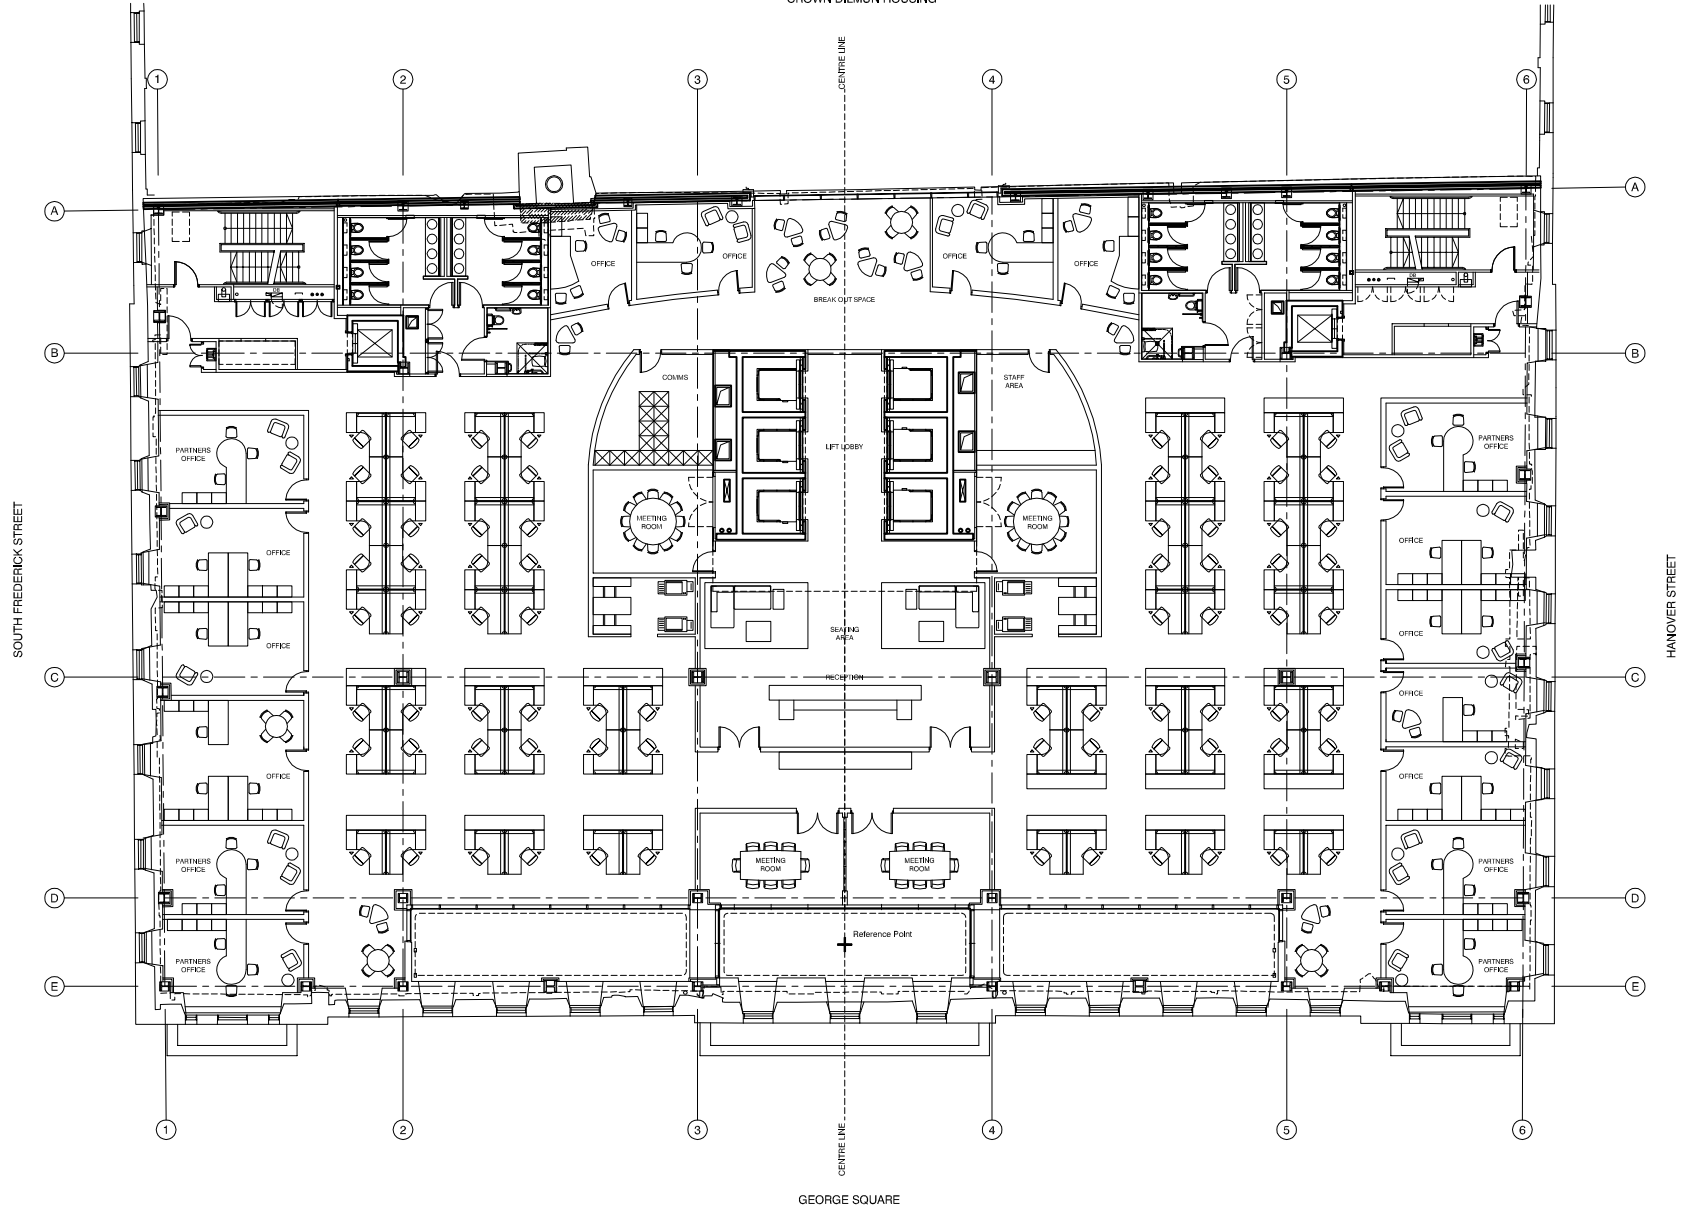 CROWN DILMUN HOUSING
CENTRE LINE
1
2
3
4
5
6
A
A
OFFICE
OFFICE
OFFICE
OFFICE
DB
DB
BREAK OUT SPACE
B
B
COMMS
STAFF
AREA
LIFT LOBBY
PARTNERS
OFFICE
PARTNERS
OFFICE
MEETING
ROOM
MEETING
ROOM
SOUTH FREDERICK STREET
HANOVER STREET
OFFICE
OFFICE
SEATING
AREA
OFFICE
OFFICE
C
RECEPTION
C
OFFICE
OFFICE
OFFICE
PARTNERS
OFFICE
MEETING
ROOM
MEETING
ROOM
PARTNERS
OFFICE
D
D
Reference Point
PARTNERS
OFFICE
PARTNERS
OFFICE
E
E
1
2
3
4
5
6
CENTRE LINE
GEORGE SQUARE